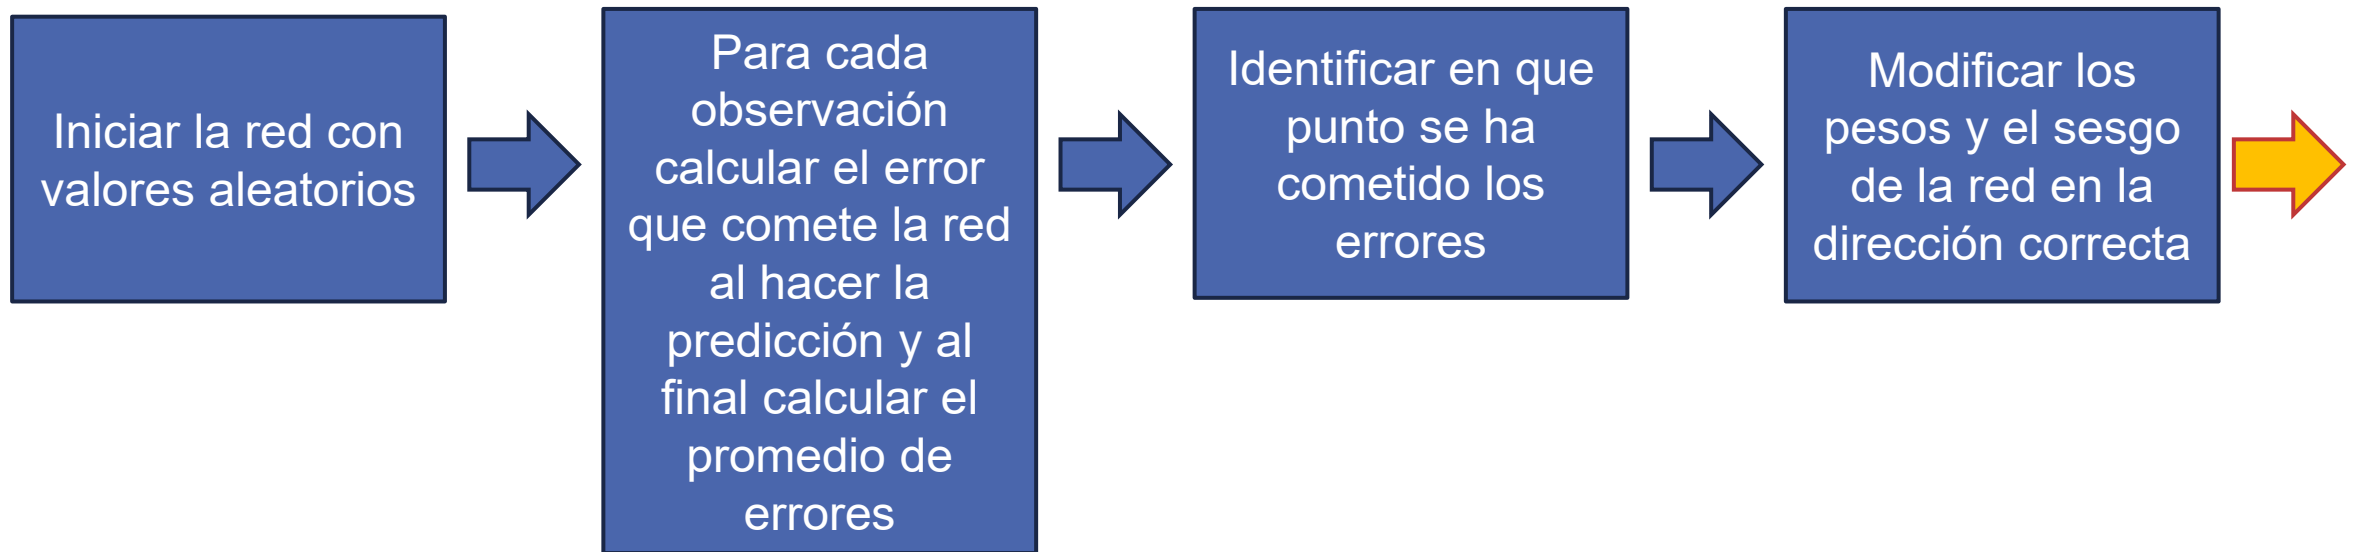 Iniciar la red con
valores aleatorios
Para cada
observación
calcular el error
que comete la red
al hacer la
predicción y al
final calcular el
promedio de
errores
Identificar en que
punto se ha
cometido los
errores
Modificar los
pesos y el sesgo
de la red en la
dirección correcta